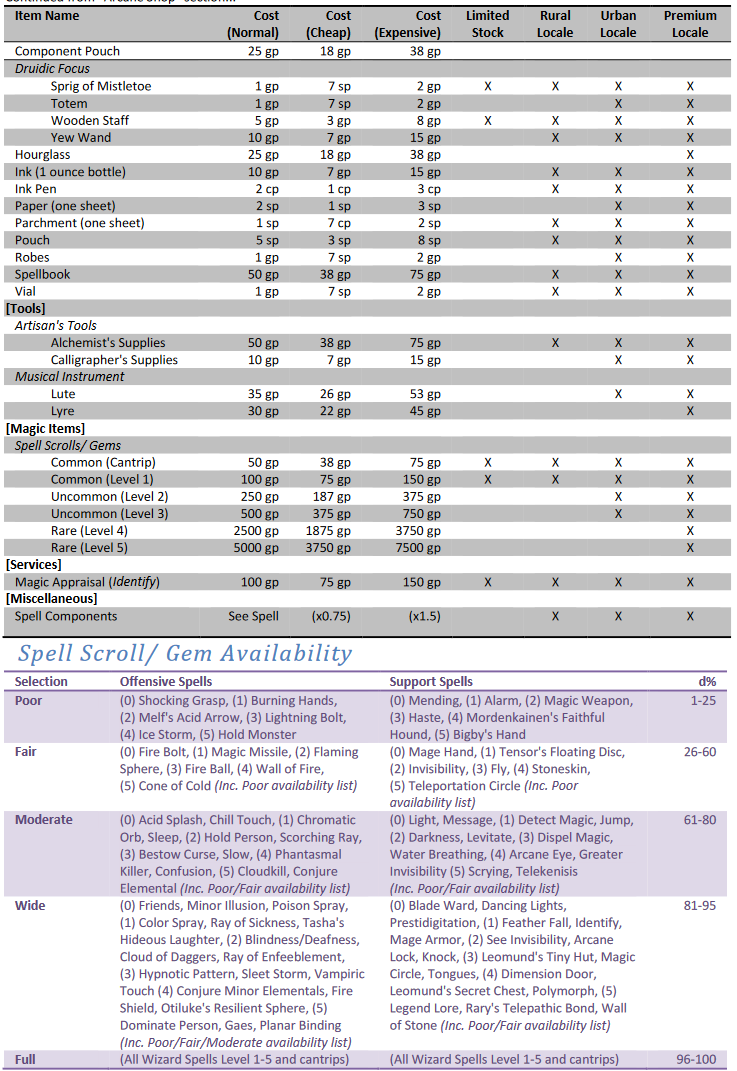 Continued from "Arcane Shop" section...
Cost Cost Cost Limited Rural Urban Premium
(Normal) (Cheap) (Expensive) Stock Locale Locale Locale
Component Pouch 25 gp 18 gp 38 gp
Druidic Focus
Sprig of Mistletoe 1 gp 7 sp 2 gp X X X X
Totem 1 gp 7 sp 2 gp X X
Wooden Staff 5 gp 3 gp 8 gp X X X X
Yew Wand 10 gp 7 gp 15 gp X X X
Hourglass 25 gp 18 gp 38 gp X
Ink (1 ounce bottle) 10 gp 7 gp 15 gp X X X
Ink Pen 2 cp 1 cp 3 cp X X X
Paper (one sheet) 2 sp 1 sp 3 sp X X
Parchment (one sheet) 1 sp 7 cp 2 sp X X X
Pouch 5 sp 3 sp 8 gp X X X
Robes 1 gp 7 sp 2 gp X X
Spellbook 50 gp 38 gp 75 gp X X X
Vial 1 gp 7 sp 2 gp X X X
[Tools]
Artisan's Tools
Alchemist's Supplies 50 gp 38 gp 75 gp X X X
Calligrapher's Supplies 10 gp 7 gp 15 gp X X
Musical Instrument
Lute 35 gp 26 gp 53 gp X X
Lyre 30 gp 22 gp 45 gp X
[Magic Items]
Spell Scrolls/ Gems
Common (Cantrip) 50 gp 38 gp 75 gp X X X X
Common (Level 1) 100 gp 75 gp 150 gp X X X X
Uncommon (Level 2) 250 gp 187 gp 375 gp X X
Uncommon (Level 3) 500 gp 375 gp 750 gp X X
Rare (Level 4) 2500 gp 1875 gp 3750 gp X
Rare (Level 5) 5000 gp 3750 gp 7500 gp X
[Services]
Magic Appraisal (Identify) 100 gp 75 gp 150 gp X X X X
[Miscellaneous]
Spell Components See Spell (x0.75) (x1.5) X X X
Spell Scroll/ Gem Availability
Selection Offensive Spells Support Spells d%
Poor (0) Shocking Grasp, (1) Burning Hands, (0) Mending, (1) Alarm, (2) Magic Weapon, 1-25
(2) Melf's Acid Arrow, (3) Lightning Bolt, (3) Haste, (4) Mordenkainen's Faithful
(4) Ice Storm, (5) Hold Monster Hound, (5) Bigby's Hand
Fair (0) Fire Bolt, (1) Magic Missile, (2) Flaming (0) Mage Hand, (1) Tensor's Floating Disc, 26-60
Sphere, (3) Fire Ball, (4) Wall of Fire, (2) Invisibility, (3) Fly, (4) Stoneskin,
(5) Cone of Cold (Inc. Poor availability list) (5) Teleportation Circle (Inc. Poor
availability list)
Moderate (0) Acid Splash, Chill Touch, (1) Chromatic (0) Light, Message, (1) Detect Magic, Jump, 61-80
Orb, Sleep, (2) Hold Person, Scorching Ray, (2) Darkness, Levitate, (3) Dispel Magic,
(3) Bestow Curse, Slow, (4) Phantasmal Water Breathing, (4) Arcane Eye, Greater
Killer, Confusion, (5) Cloudkill, Conjure Invisibility (5) Scrying, Telekenisis
Elemental (Inc. Poor/Fair availability list) (Inc. Poor/Fair availability list)
Wide (0) Friends, Minor Illusion, Poison Spray, (0) Blade Ward, Dancing Lights, 81-95
(1) Color Spray, Ray of Sickness, Tasha's Prestidigitation, (1) Feather Fall, Identify,
Hideous Laughter, (2) Blindness/Deafness, Mage Armor, (2) See Invisibility, Arcane
Cloud of Daggers, Ray of Enfeeblement, Lock, Knock, (3) Leomund's Tiny Hut, Magic
(3) Hypnotic Pattern, Sleet Storm, Vampiric Circle, Tongues, (4) Dimension Door,
Touch (4) Conjure Minor Elementals, Fire Leomund's Secret Chest, Polymorph, (5)
Shield, Otiluke's Resilient Sphere, (5) Legend Lore, Rary's Telepathic Bond, Wall
Dominate Person, Gaes, Planar Binding of Stone (Inc. Poor/Fair availability list)
(Inc. Poor/Fair/Moderate availability list)
Full (All Wizard Spells Level 1-5 and cantrips) (All Wizard Spells Level 1-5 and cantrips) 96-100